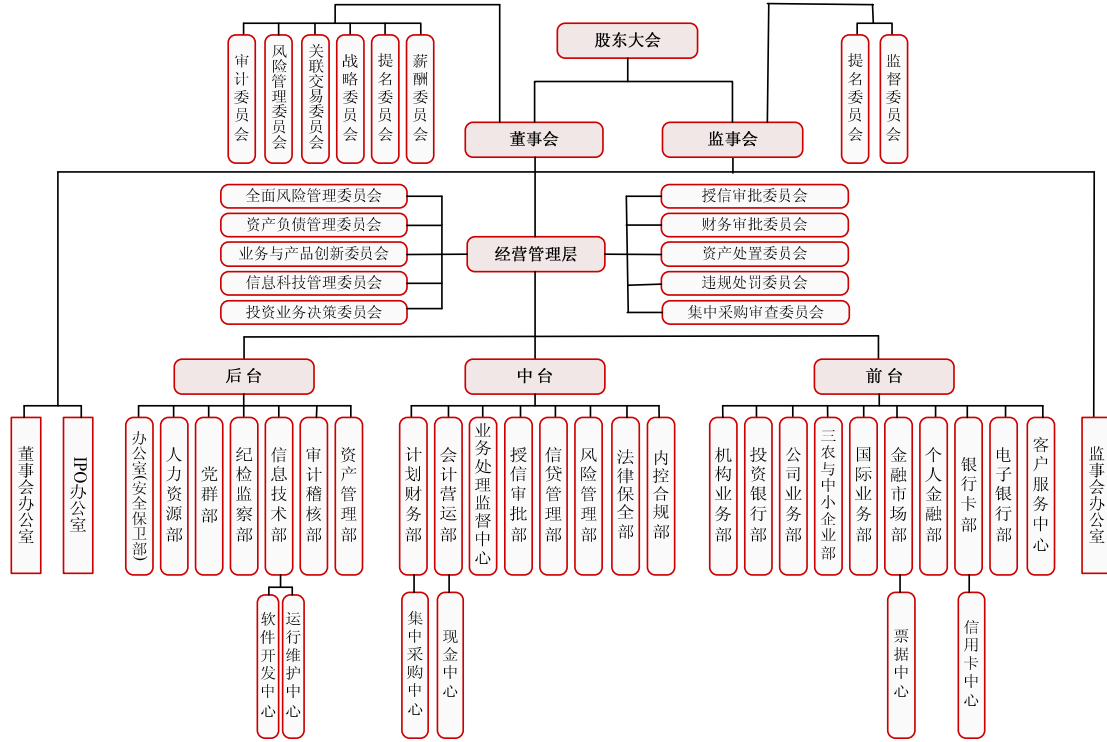 股东大会
审计委员会
风险管理委员会
关联交易委员会
战略委员会
提名委员会
薪酬委员会
提名委员会
监督委员会
董事会
监事会
全面风险管理委员会
资产负债管理委员会
业务与产品创新委员会
信息科技管理委员会
投资业务决策委员会
经营管理层
授信审批委员会
财务审批委员会
资产处置委员会
违规处罚委员会
集中采购审查委员会
后台
中台
前台
董事会办公室
IPO办公室
办公室(安全保卫部)
人力资源部
党群部
纪检监察部
信息技术部
审计稽核部
资产管理部
计划财务部
会计营运部
业务处理监督中心
授信审批部
信贷管理部
风险管理部
法律保全部
内控合规部
机构业务部
投资银行部
公司业务部
三农与中小企业部
国际业务部
金融市场部
个人金融部
银行卡部
电子银行部
客户服务中心
监事会办公室
软件开发中心
运行维护中心
集中采购中心
现金中心
票据中心
信用卡中心